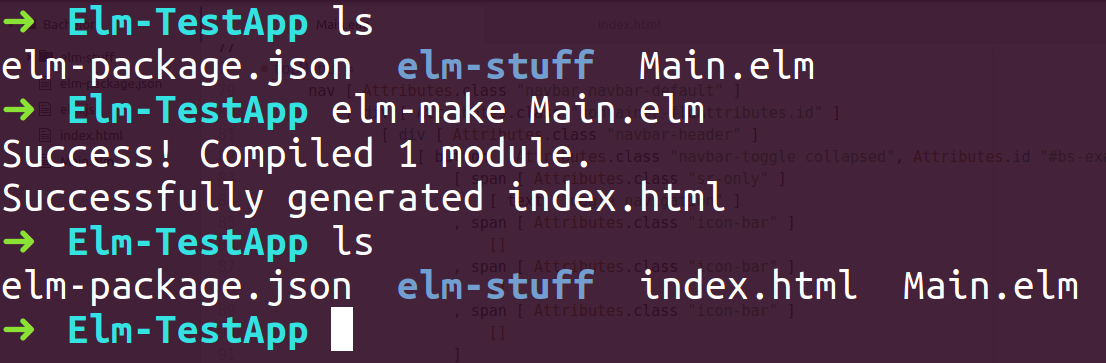 ➜ Elm-TestApp ls
elm-package.json elm-stuff Main.elm
➜ Elm-TestApp elm-make Main.elm
Success! Compiled 1 module.
Successfully generated index.html
➜ Elm-TestApp ls
elm-package.json elm-stuff index.html Main.elm
➜ Elm-TestApp